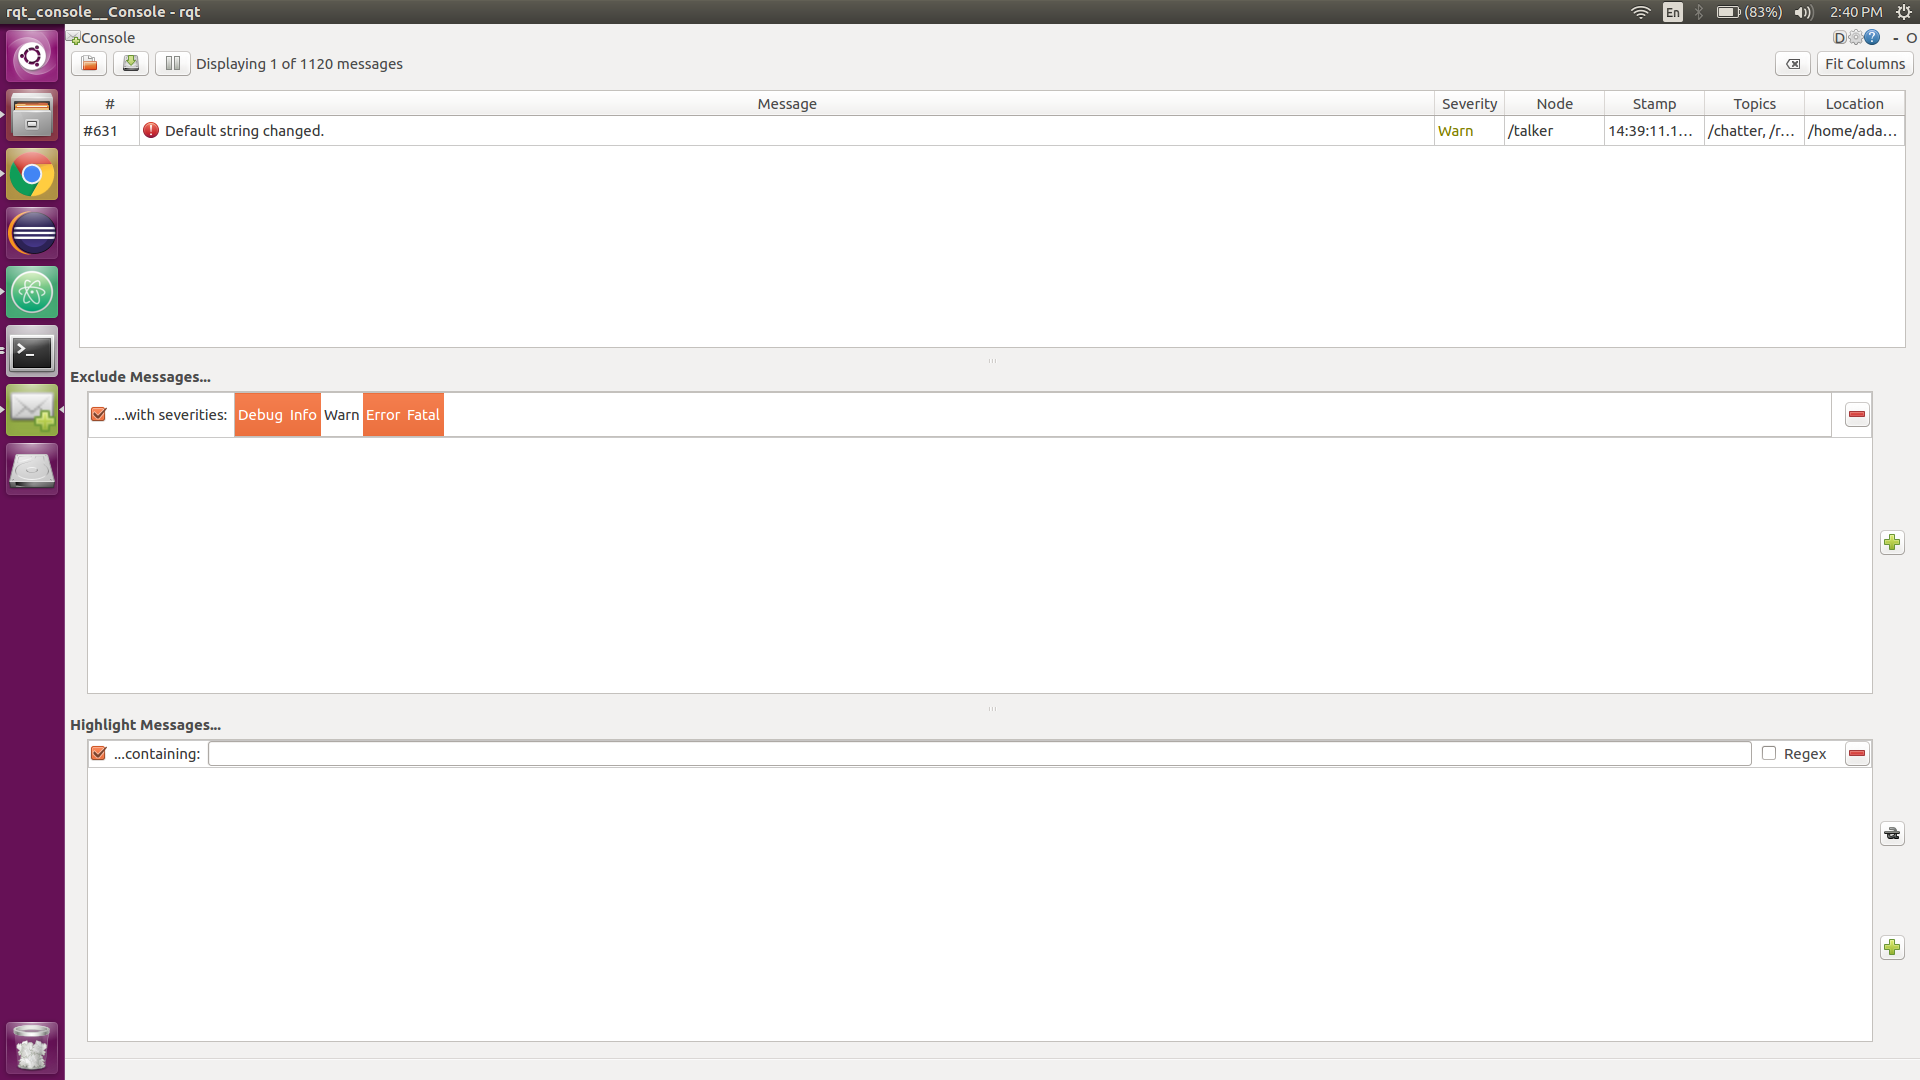 rqt_console__Console - rqt
En
(83%)
2:40 PM
Console
D
- O
Displaying 1 of 1120 messages
Fit Columns
# Message Severity Node Stamp Topics Location
#631 Default string changed. Warn /talker 14:39:11.1... /chatter, /r... /home/ada...
Exclude Messages...
...with severities: Debug Info Warn Error Fatal
Highlight Messages...
...containing:
Regex